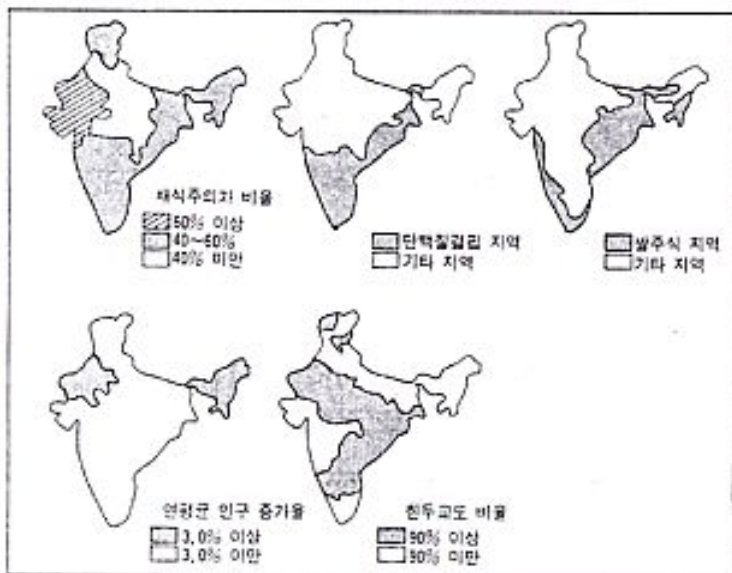 채식주의자 비율
60% 이상
40~60%
40% 미만
단백질결핍 지역
기타 지역
쌀주식 지역
기타 지역
연평균 인구 증가율
3.0% 이상
3.0% 미만
힌두교도 비율
90% 이상
90% 미만